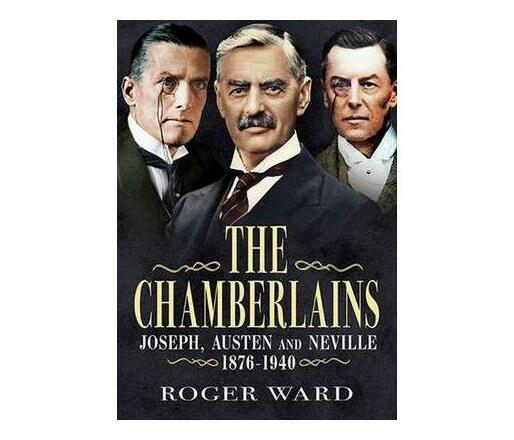 THE
CHAMBERLAINS
JOSEPH, AUSTEN AND NEVILLE
1876-1940
ROGER WARD